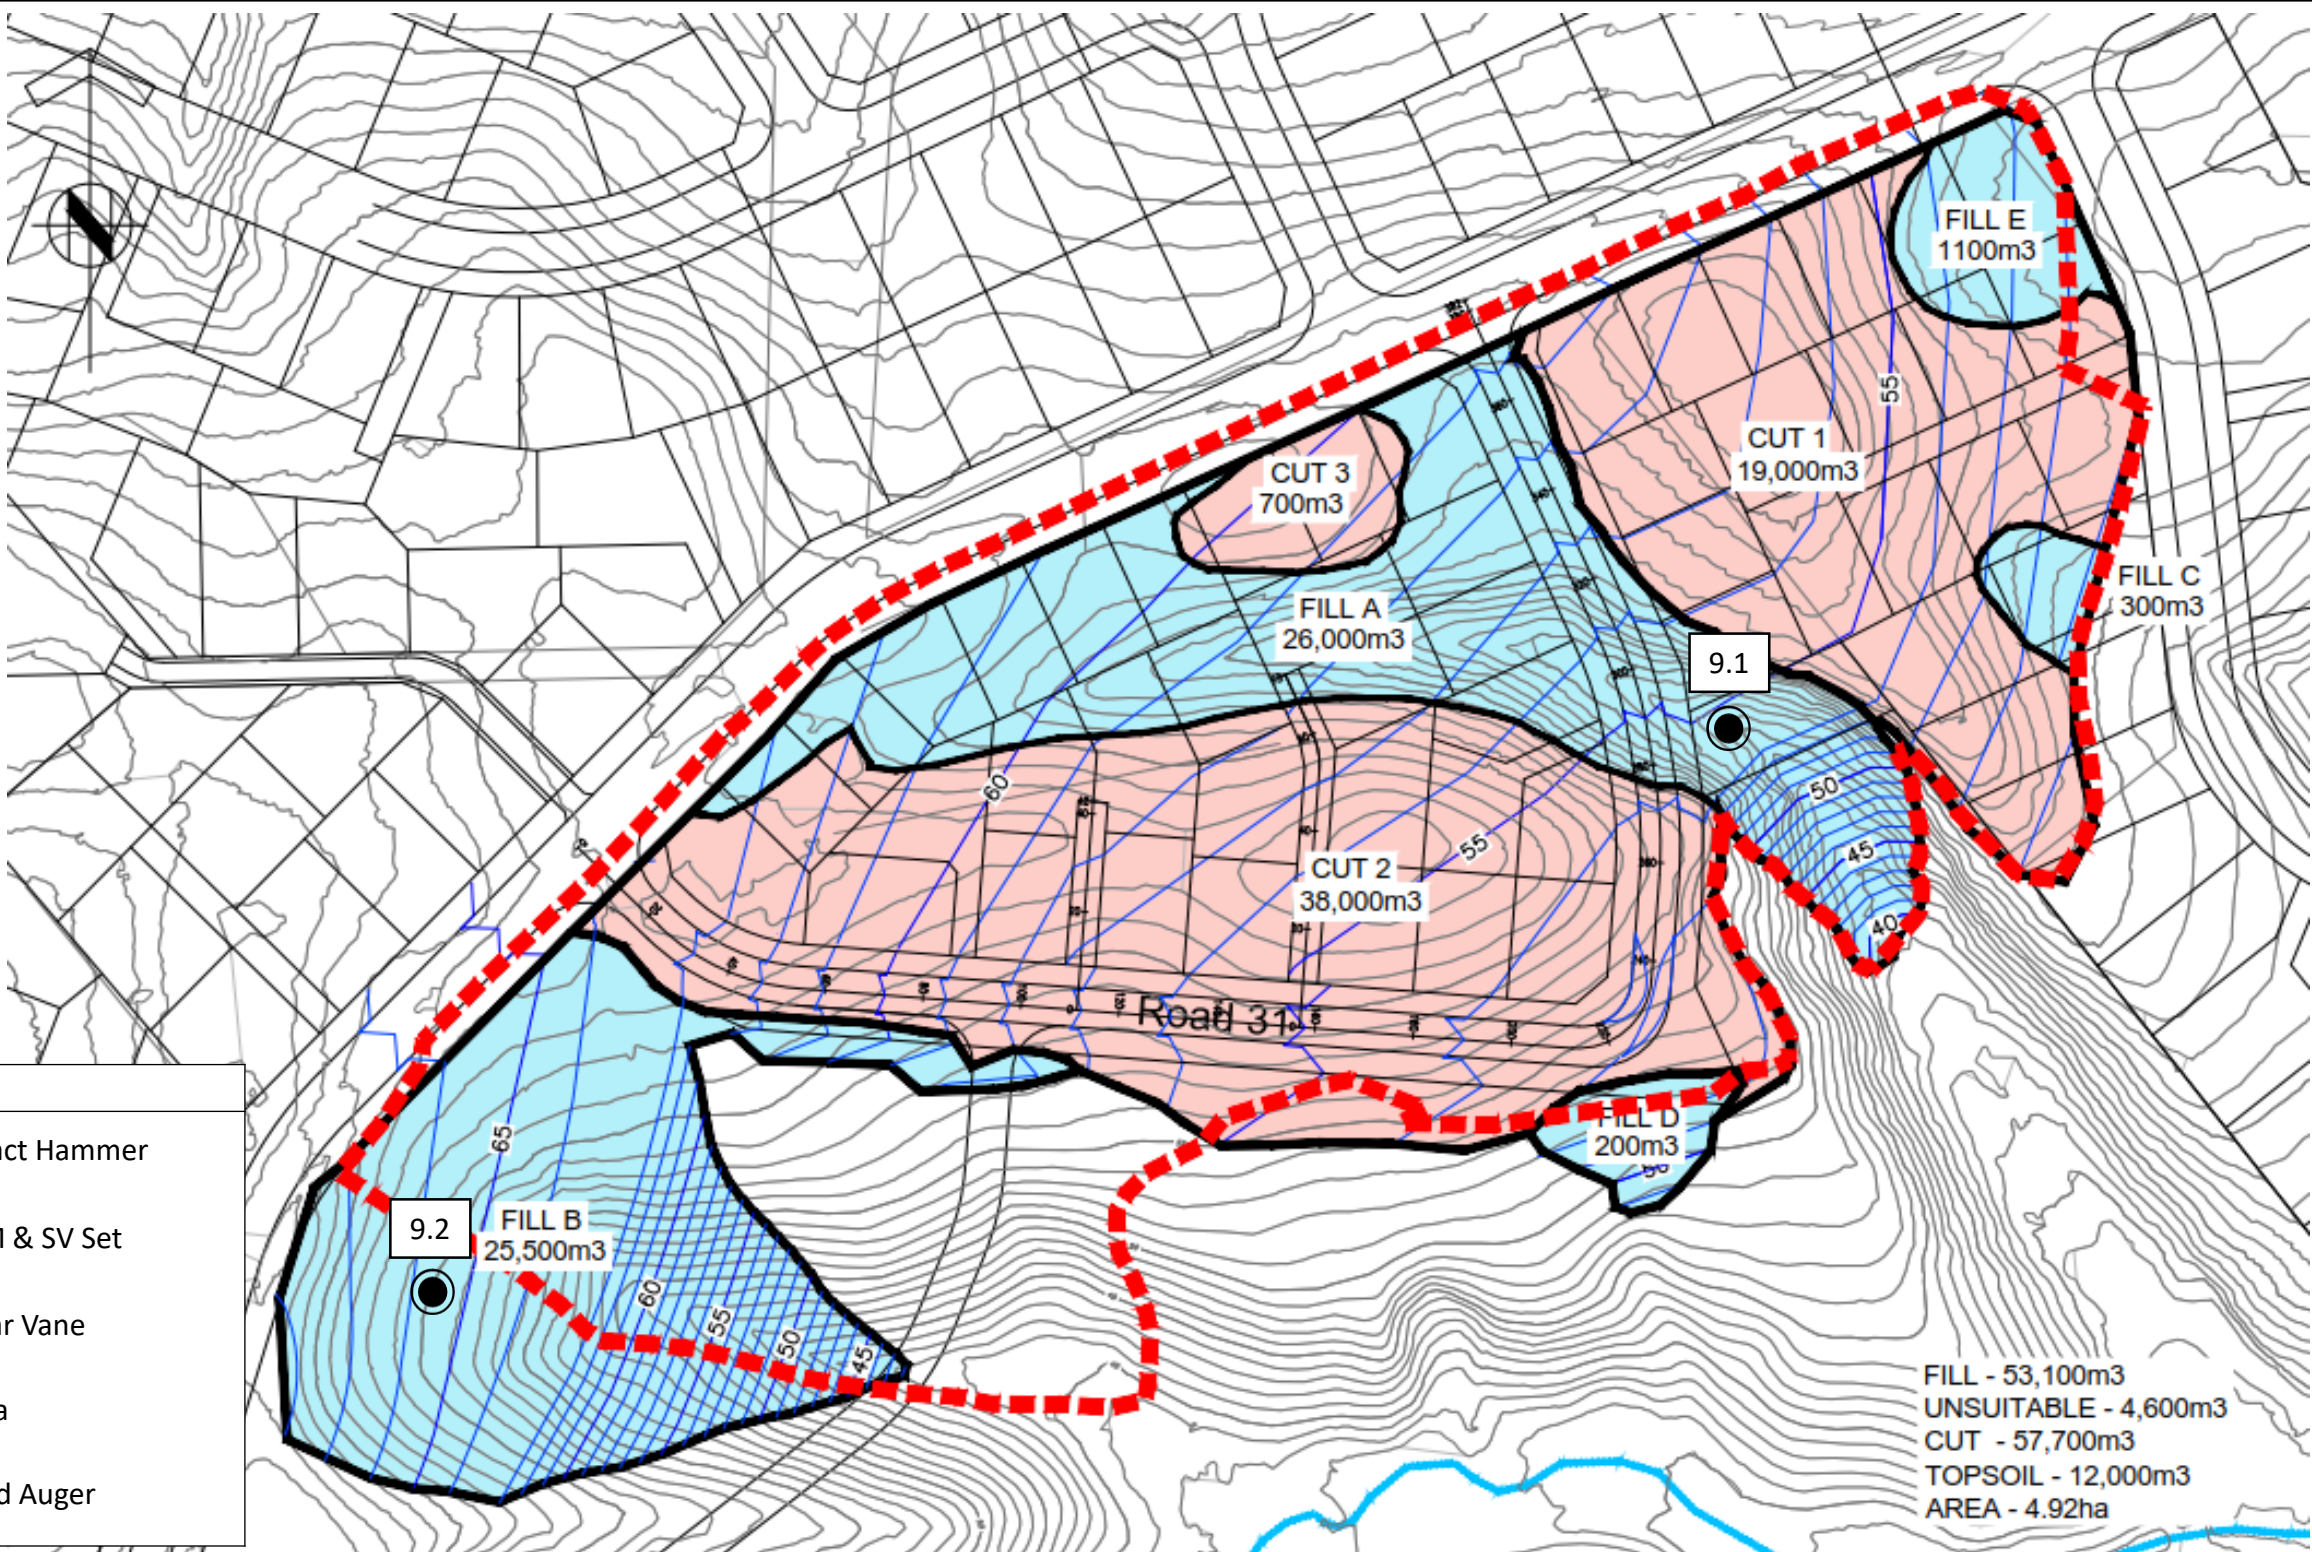 FILL E
1100m3
55
CUT 1
19,000m3
CUT 3
700m3
FILL C
300m3
FILL A
26,000m3
9.1
60
50
55
45
CUT 2
38,000m3
40
Road 31
65
FILL D
200m3
50
9.2
FILL B
25,500m3
60
55
50
45
act Hammer
& SV Set
ar Vane
a
d Auger
FILL - 53,100m3
UNSUITABLE - 4,600m3
CUT - 57,700m3
TOPSOIL - 12,000m3
AREA - 4.92ha